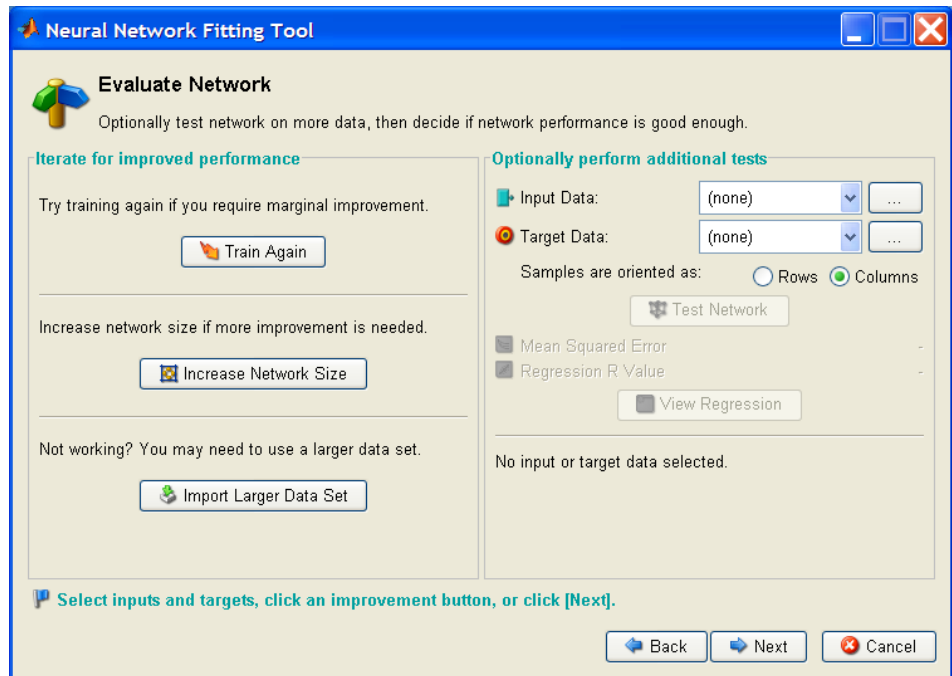 Neural Network Fitting Tool
Evaluate Network
Optionally test network on more data, then decide if network performance is good enough.
Iterate for improved performance
Try training again if you require marginal improvement.
Train Again
Increase network size if more improvement is needed.
Increase Network Size
Not working? You may need to use a larger data set.
Import Larger Data Set
Optionally perform additional tests
Input Data: (none) ...
Target Data: (none) ...
Samples are oriented as: Rows Columns
Test Network
Mean Squared Error -
Regression R Value -
View Regression
No input or target data selected.
Select inputs and targets, click an improvement button, or click [Next].
Back Next Cancel